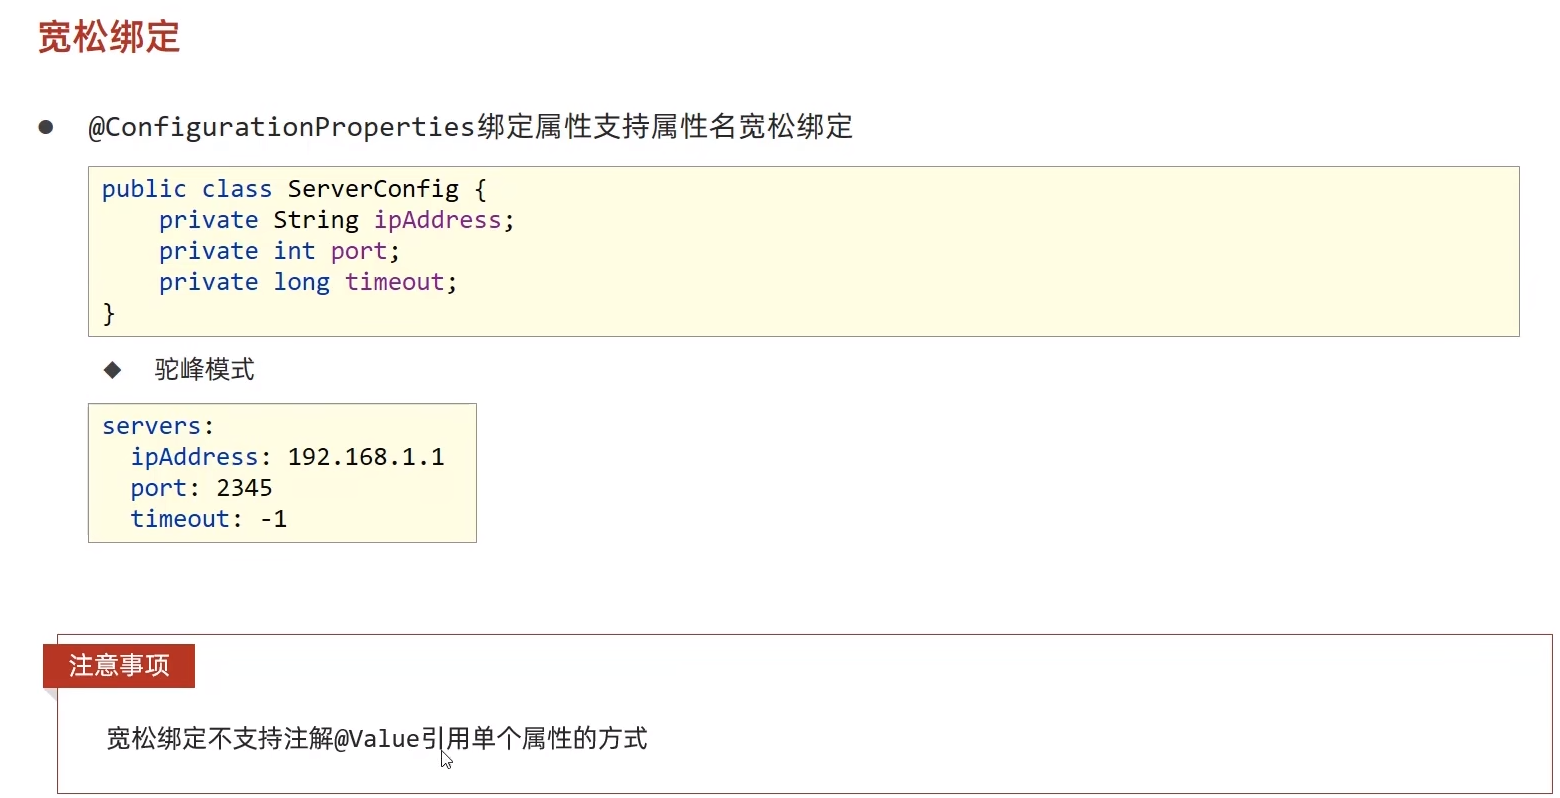 宽松绑定
● @ConfigurationProperties绑定属性支持属性名宽松绑定
public class ServerConfig {
    private String ipAddress;
    private int port;
    private long timeout;
}
◆ 驼峰模式
servers:
  ipAddress: 192.168.1.1
  port: 2345
  timeout: -1
注意事项
宽松绑定不支持注解@Value引用单个属性的方式